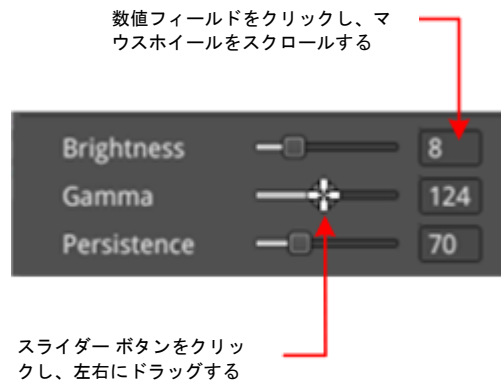 数値フィールドをクリックし、マ
ウスホイールをスクロールする
Brightness 8
Gamma 124
Persistence 70
スライダー ボタンをクリッ
クし、左右にドラッグする